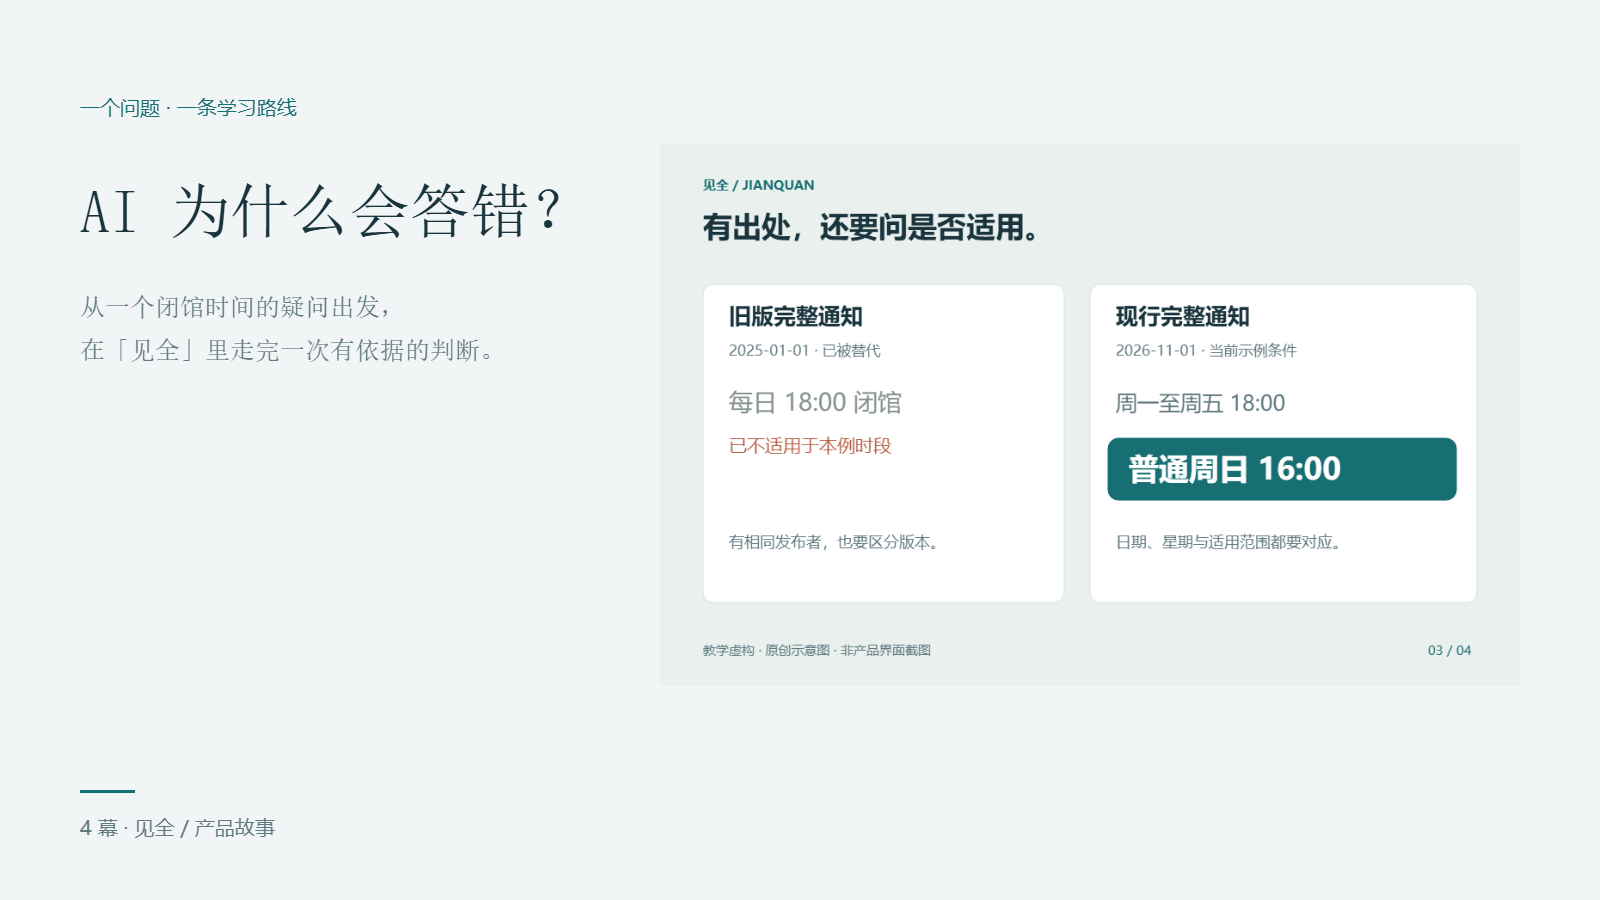 一个问题 · 一条学习路线
AI 为什么会答错？
从一个闭馆时间的疑问出发，
在「见全」里走完一次有依据的判断。
见全 / JIANQUAN
有出处，还要问是否适用。
旧版完整通知
2025-01-01 · 已被替代
每日 18:00 闭馆
已不适用于本例时段
有相同发布者，也要区分版本。
现行完整通知
2026-11-01 · 当前示例条件
周一至周五 18:00
普通周日 16:00
日期、星期与适用范围都要对应。
教学虚构 · 原创示意图 · 非产品界面截图
03 / 04
4 幕 · 见全 / 产品故事